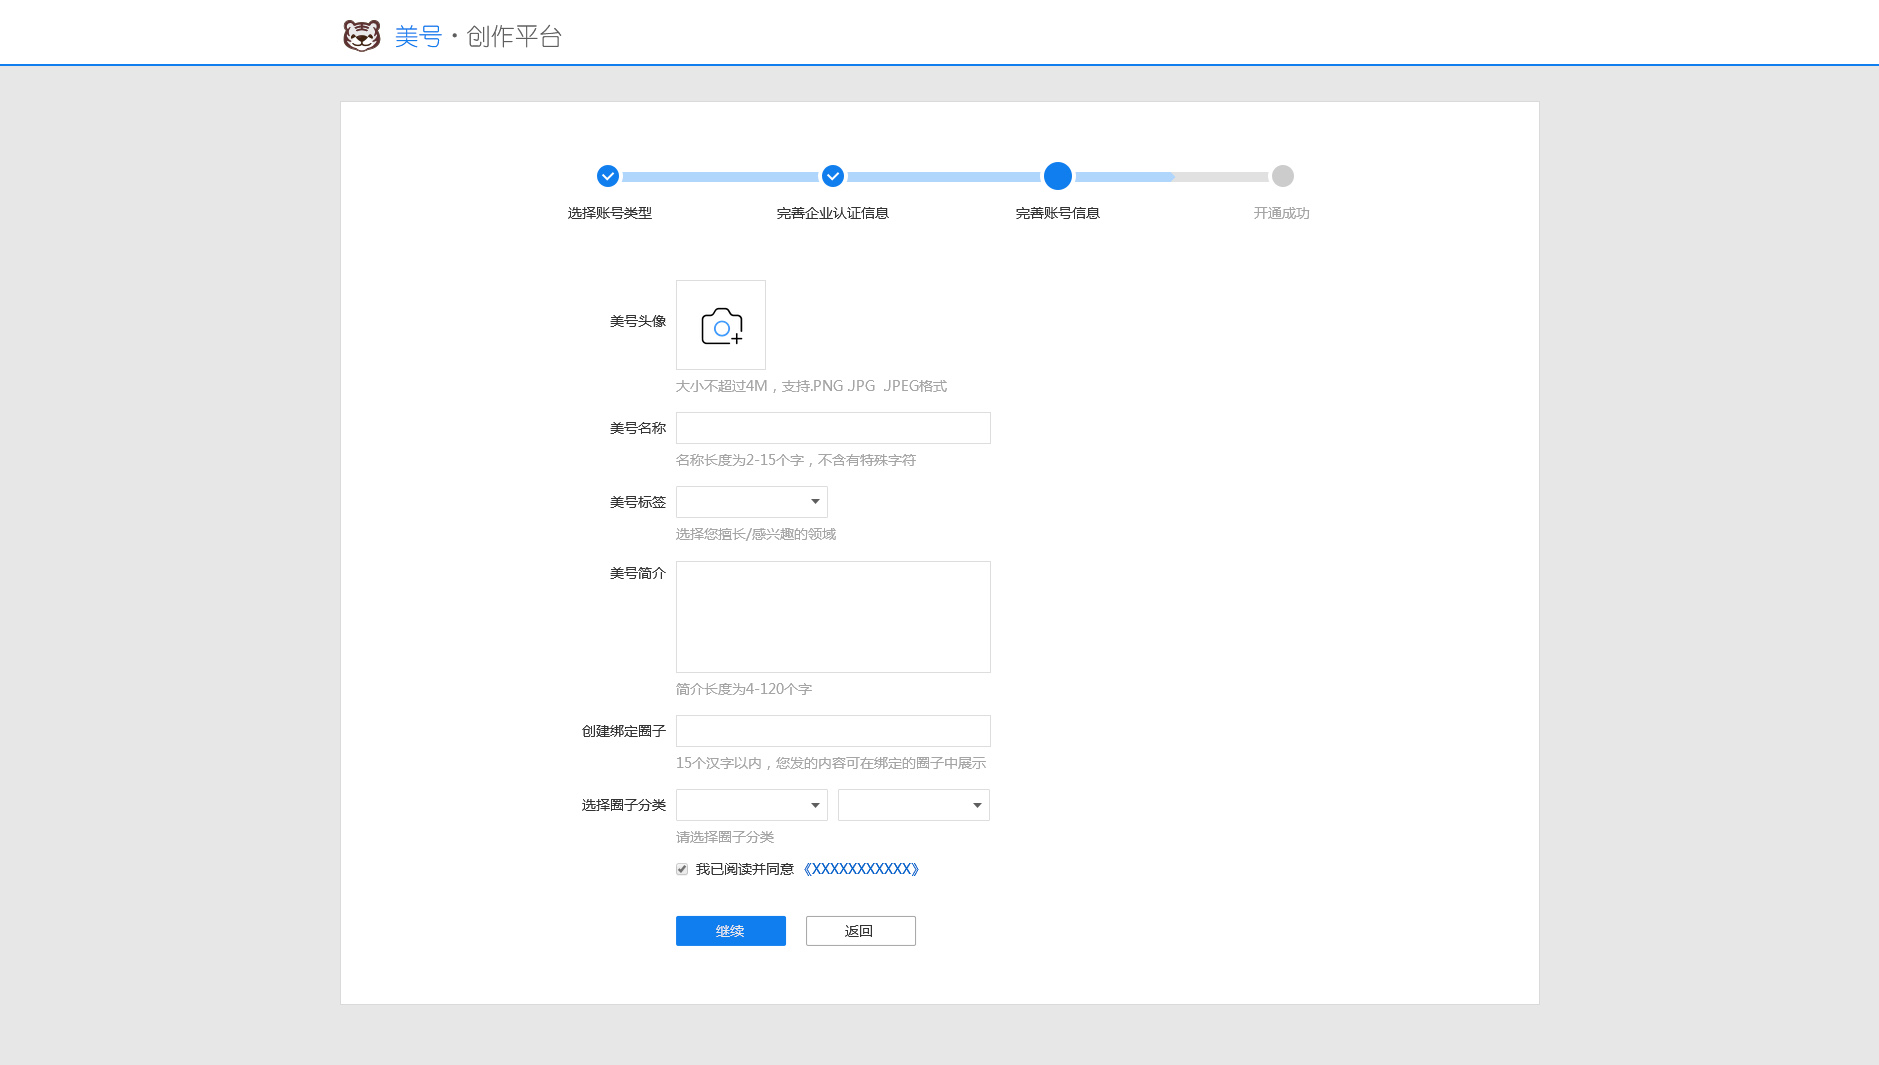 美号·创作平台
选择账号类型
完善企业认证信息
完善账号信息
开通成功
美号头像
大小不超过4M，支持.PNG .JPG .JPEG格式
美号名称
名称长度为2-15个字，不含有特殊字符
美号标签
选择您擅长/感兴趣的领域
美号简介
简介长度为4-120个字
创建绑定圈子
15个汉字以内，您发的内容可在绑定的圈子中展示
选择圈子分类
请选择圈子分类
我已阅读并同意《XXXXXXXXXXX》
继续 返回